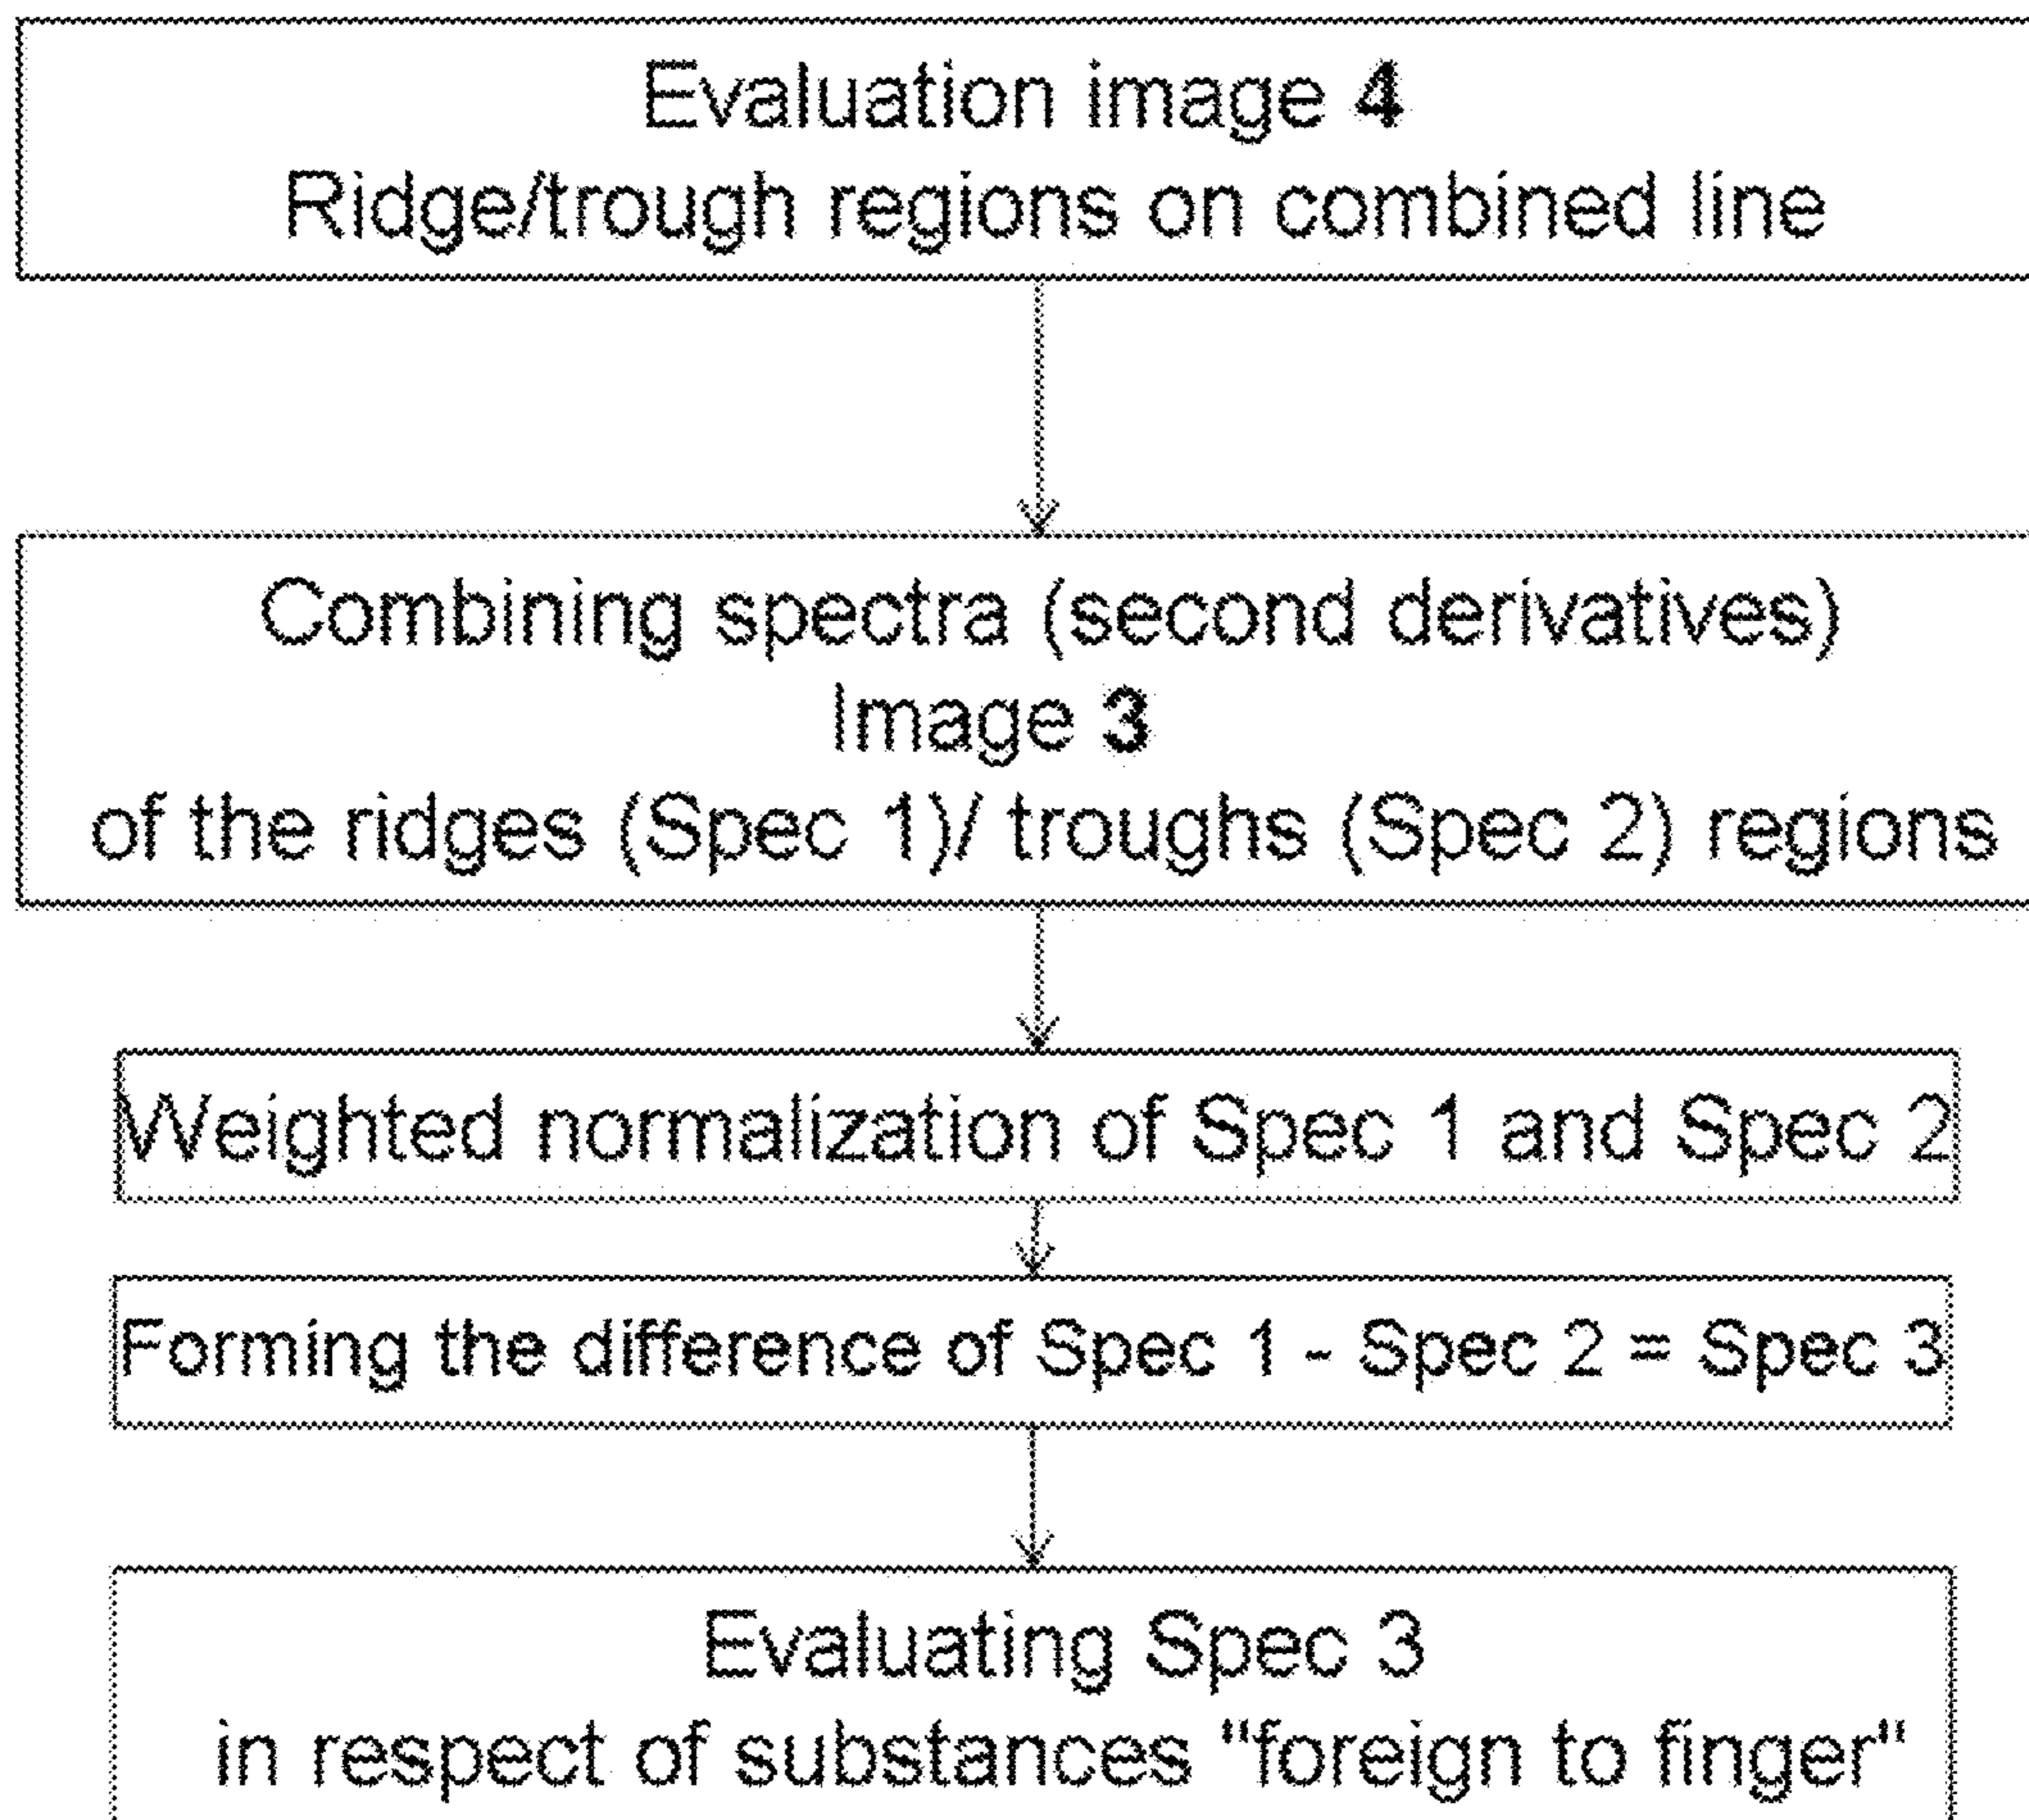 Evaluation image 4
Ridge/trough regions on combined line
Combining spectra (second derivatives)
Image 3
of the ridges (Spec 1)/ troughs (Spec 2) regions
Weighted normalization of Spec 1 and Spec 2
Forming the difference of Spec 1 - Spec 2 = Spec 3
Evaluating Spec 3
in respect of substances "foreign to finger"